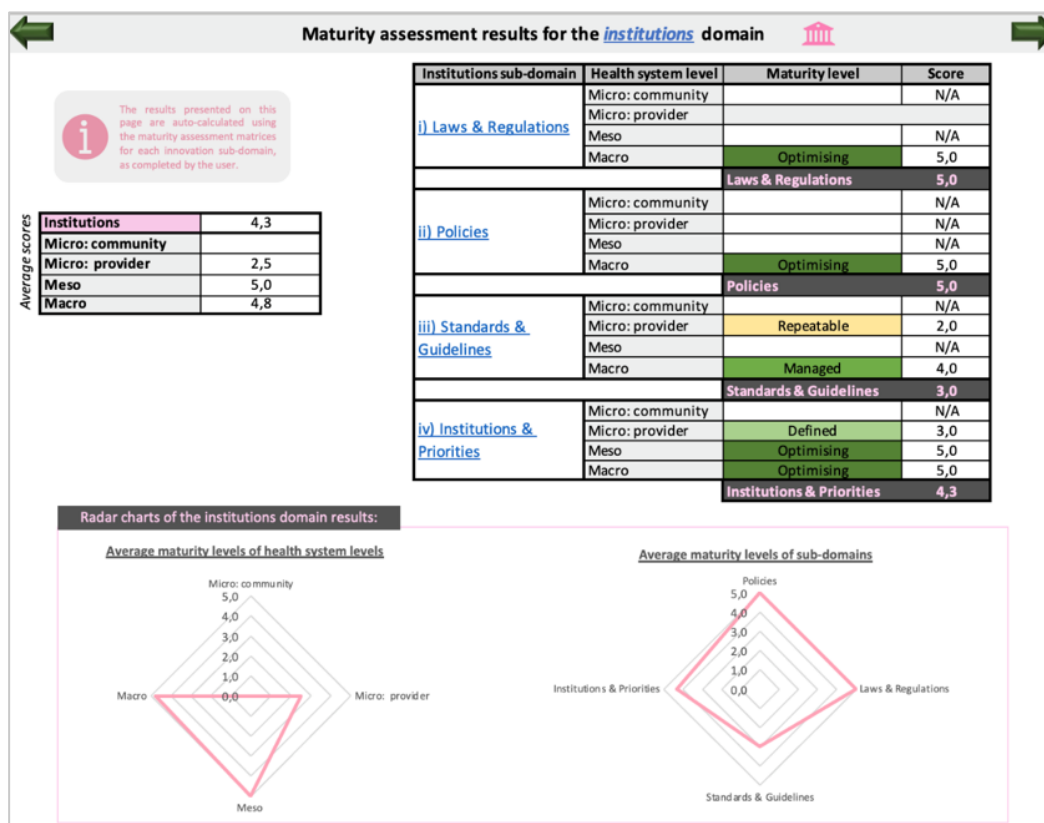 Maturity assessment results for the institutions domain
The results presented on this
page are auto-calculated using
the maturity assessment matrices
for each innovation sub-domain,
as completed by the user.
Average scores
Institutions 4,3
Micro: community
Micro: provider 2,5
Meso 5,0
Macro 4,8
Institutions sub-domain Health system level Maturity level Score
i) Laws & Regulations
Micro: community N/A
Micro: provider
Meso N/A
Macro Optimising 5,0
Laws & Regulations 5,0
ii) Policies
Micro: community N/A
Micro: provider N/A
Meso N/A
Macro Optimising 5,0
Policies 5,0
iii) Standards &
Guidelines
Micro: community N/A
Micro: provider Repeatable 2,0
Meso N/A
Macro Managed 4,0
Standards & Guidelines 3,0
iv) Institutions &
Priorities
Micro: community N/A
Micro: provider Defined 3,0
Meso Optimising 5,0
Macro Optimising 5,0
Institutions & Priorities 4,3
Radar charts of the institutions domain results:
Average maturity levels of health system levels
Micro: community
5,0
4,0
3,0
2,0
1,0
0,0
Macro
Micro: provider
Meso
Average maturity levels of sub-domains
Policies
5,0
4,0
3,0
2,0
1,0
0,0
Institutions & Priorities
Laws & Regulations
Standards & Guidelines